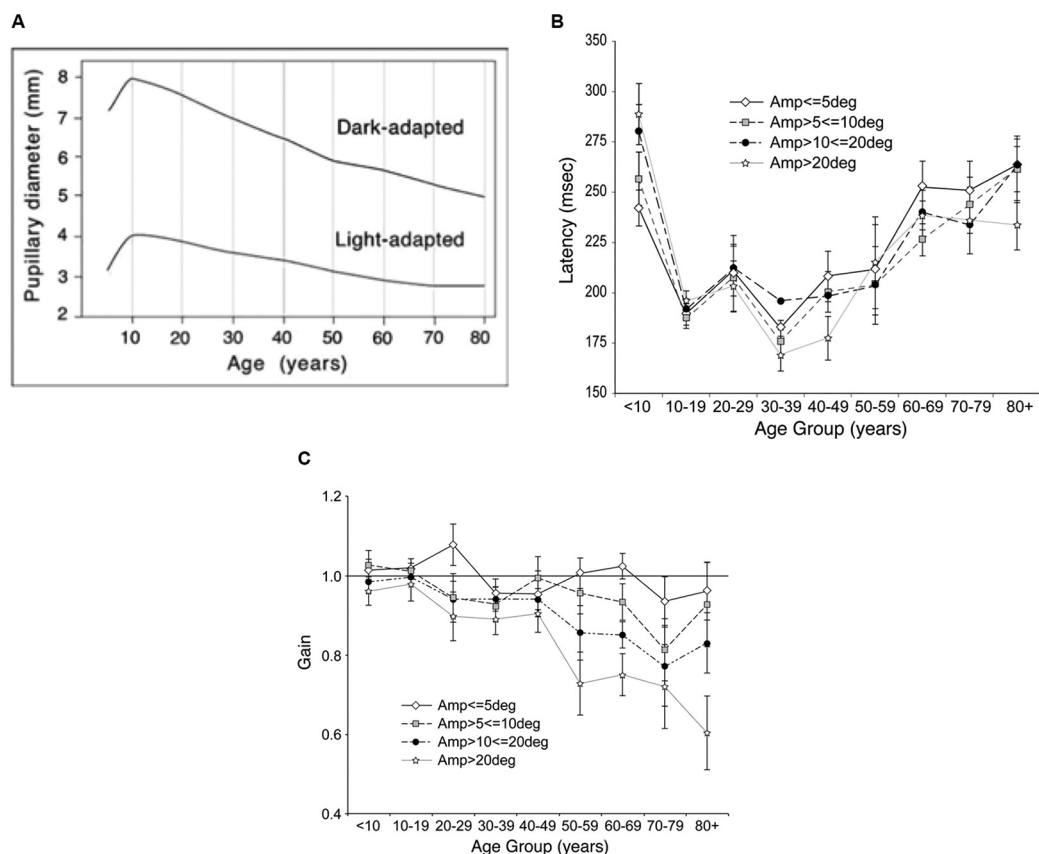 A
Pupillary diameter (mm)
8
7
6
5
4
3
2
Dark-adapted
Light-adapted
10 20 30 40 50 60 70 80
Age (years)
B
Latency (msec)
350
300
250
200
150
Amp<=5deg
Amp>5<=10deg
Amp>10<=20deg
Amp>20deg
<10 10-19 20-29 30-39 40-49 50-59 60-69 70-79 80+
Age Group (years)
C
Gain
1.2
1.0
0.8
0.6
0.4
Amp<=5deg
Amp>5<=10deg
Amp>10<=20deg
Amp>20deg
<10 10-19 20-29 30-39 40-49 50-59 60-69 70-79 80+
Age Group (years)